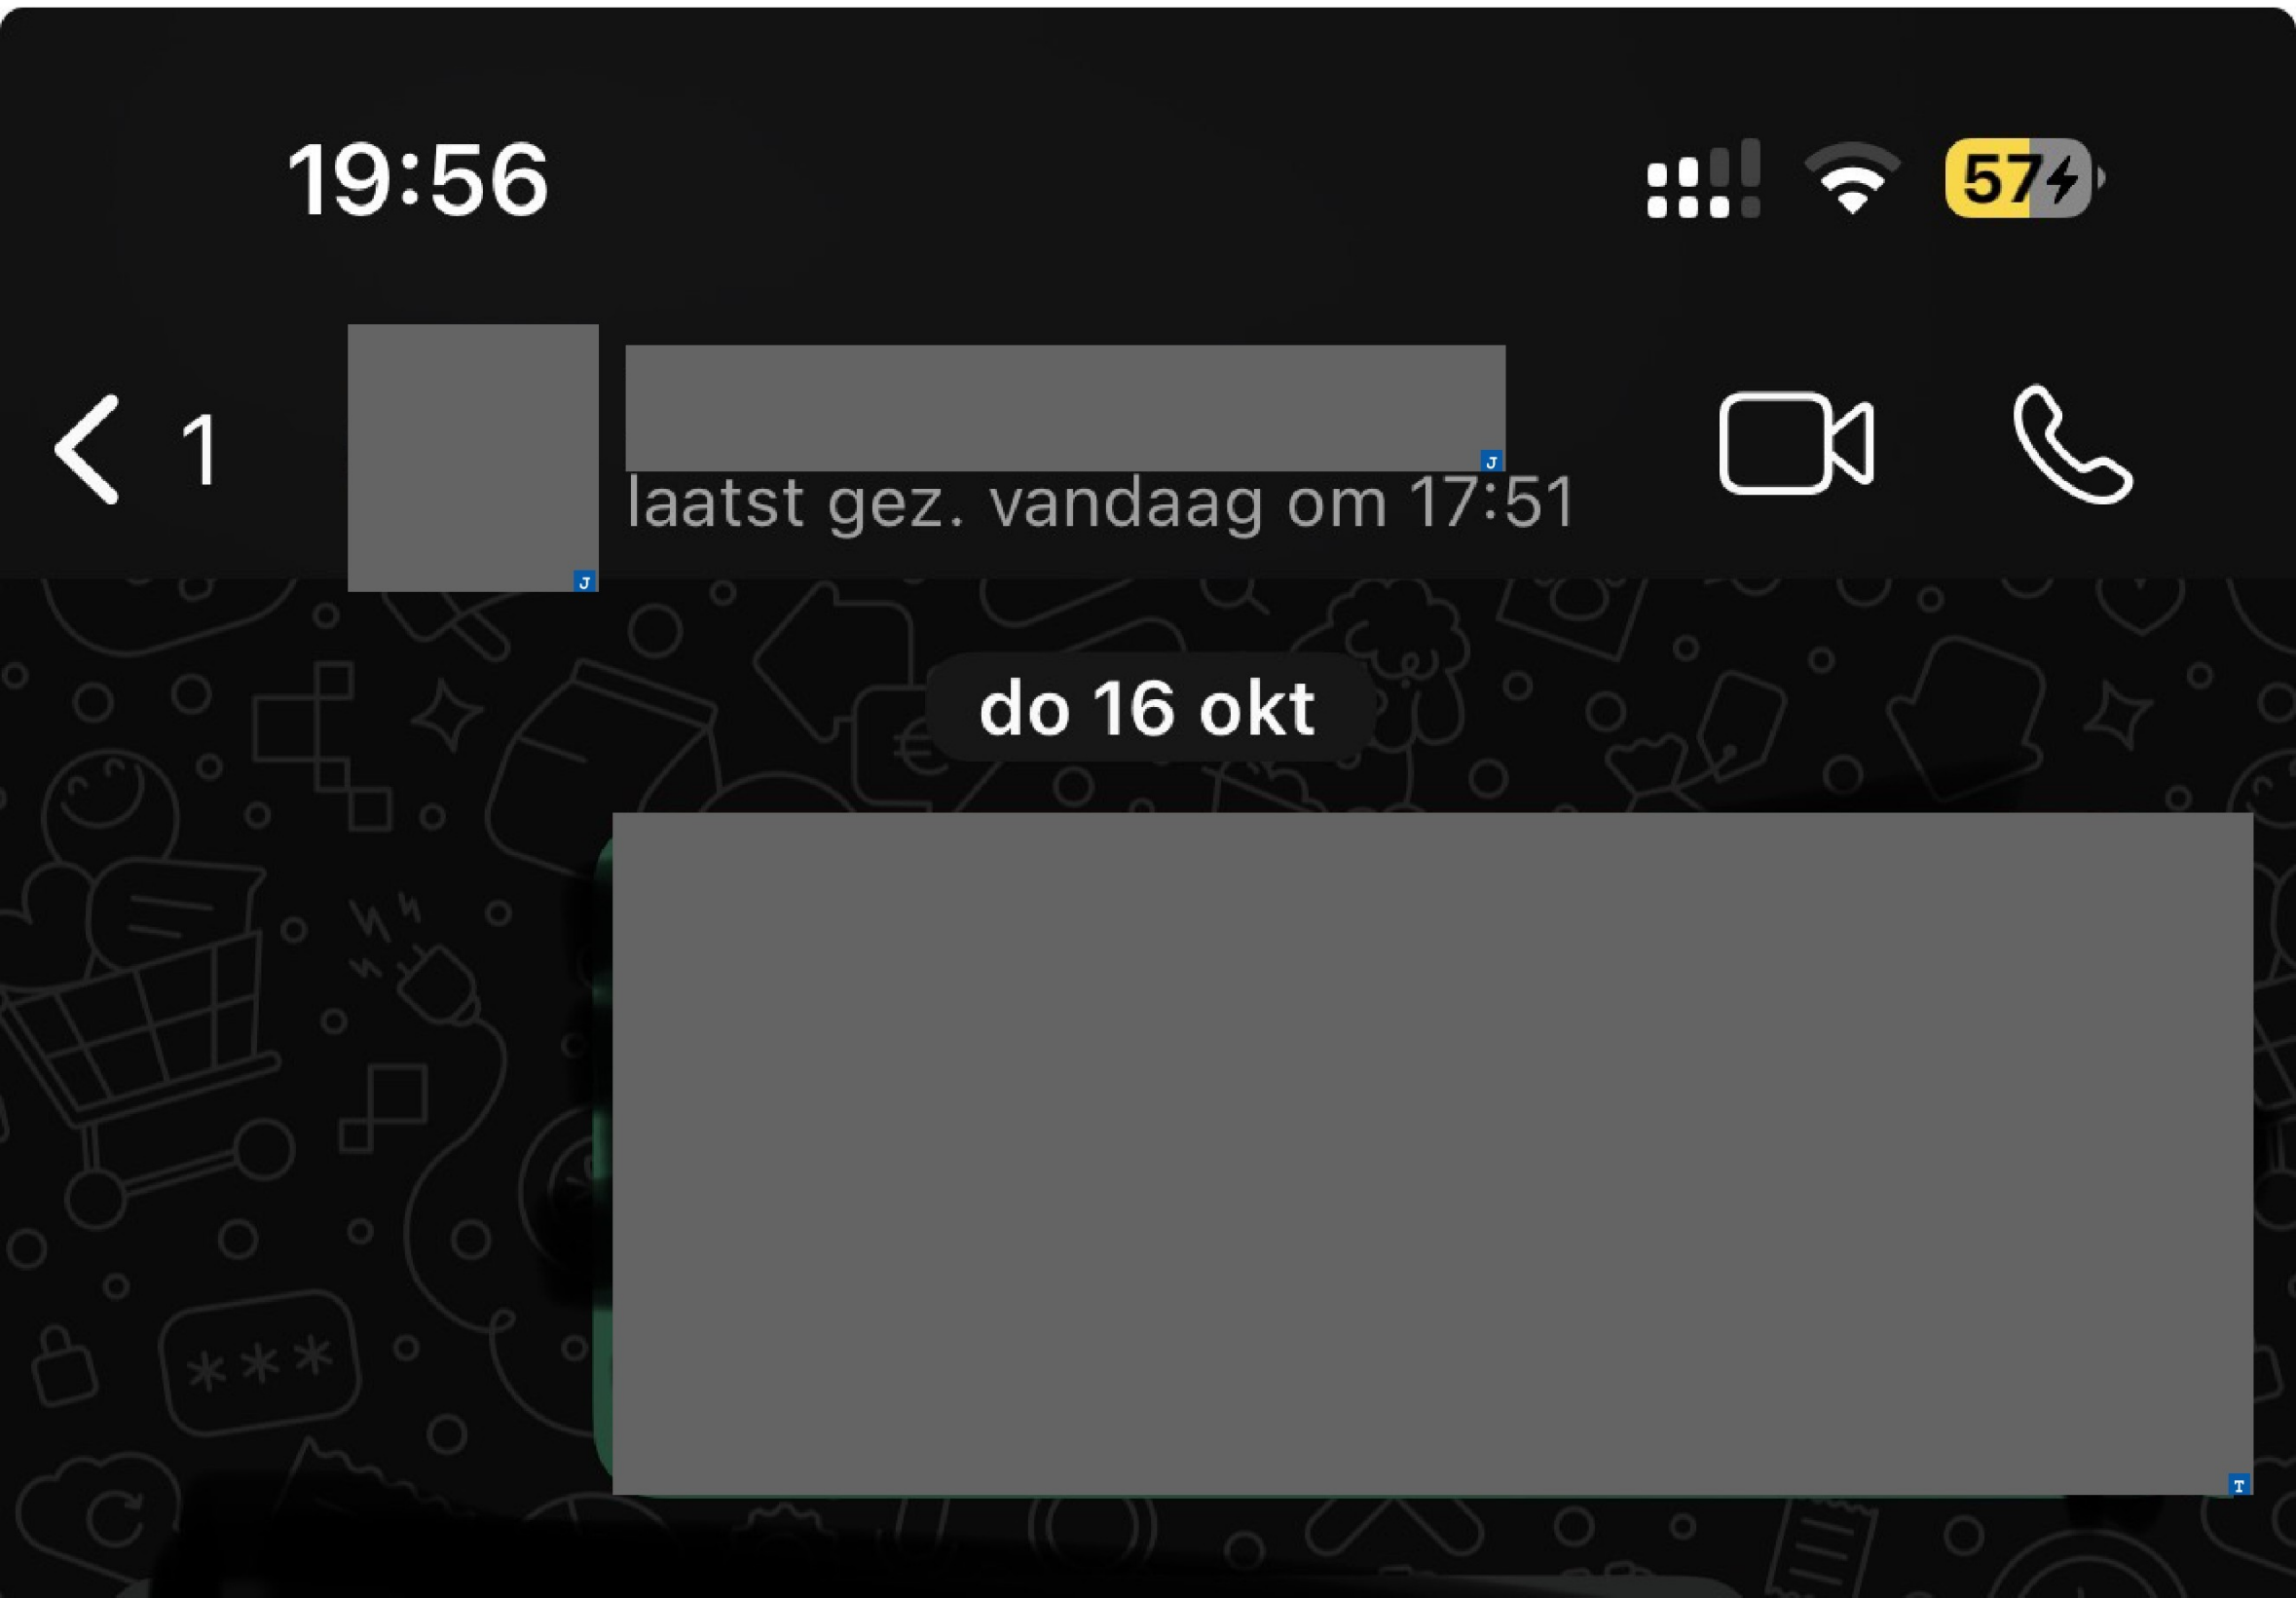 19:56
57
1
J
laatst gez. vandaag om 17:51
J
do 16 okt
€
***
T